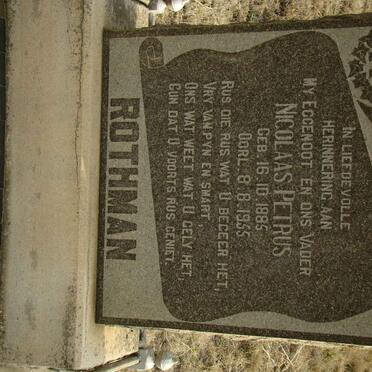 IN LIEFDEVOLLE
HERINNERING AAN
MY EGGENOOT EN ONS VADER
NICOLAAS PETRUS
GEB. 16.10.1885
OORL. 8.8.1955
RUS DIE RUS WAT U BEGEER HET,
VRY VAN PYN EN SMART,
ONS WAT WEET WAT U GELY HET,
GUN DAT U VOORTS RUS GENIET.
ROTHMAN